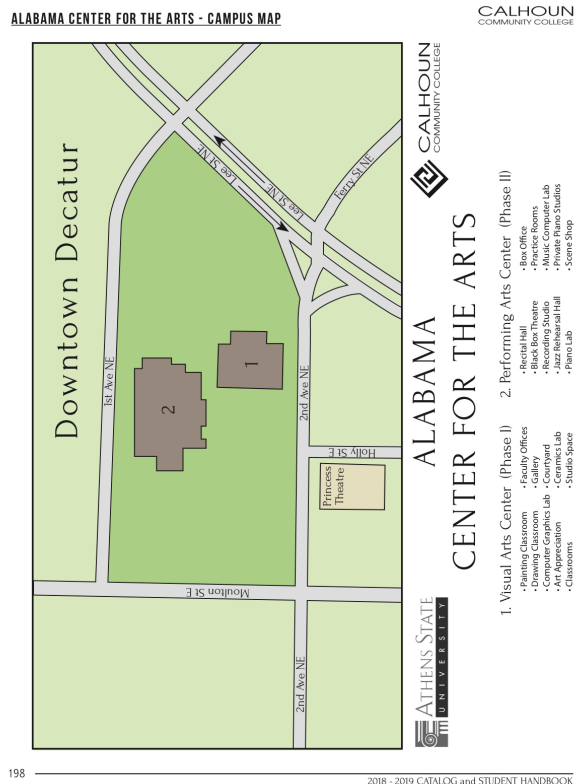 ALABAMA CENTER FOR THE ARTS - CAMPUS MAP
CALHOUN
COMMUNITY COLLEGE
Downtown Decatur
1st Ave NE
Lee St NE
Lee St NE
Ferry St NE
2
1
2nd Ave NE
Holly St E
Princess
Theatre
Moulton St E
2nd Ave NE
ATHENS STATE
UNIVERSITY
ALABAMA
CENTER FOR THE ARTS
CALHOUN
COMMUNITY COLLEGE
1. Visual Arts Center (Phase I)
• Painting Classroom
• Drawing Classroom
• Computer Graphics Lab
• Art Appreciation
• Classrooms
• Faculty Offices
• Gallery
• Courtyard
• Ceramics Lab
• Studio Space
2. Performing Arts Center (Phase II)
• Recital Hall
• Black Box Theatre
• Recording Studio
• Jazz Rehearsal Hall
• Piano Lab
• Box Office
• Practice Rooms
• Music Computer Lab
• Private Piano Studios
• Scene Shop
198
2018 - 2019 CATALOG and STUDENT HANDBOOK